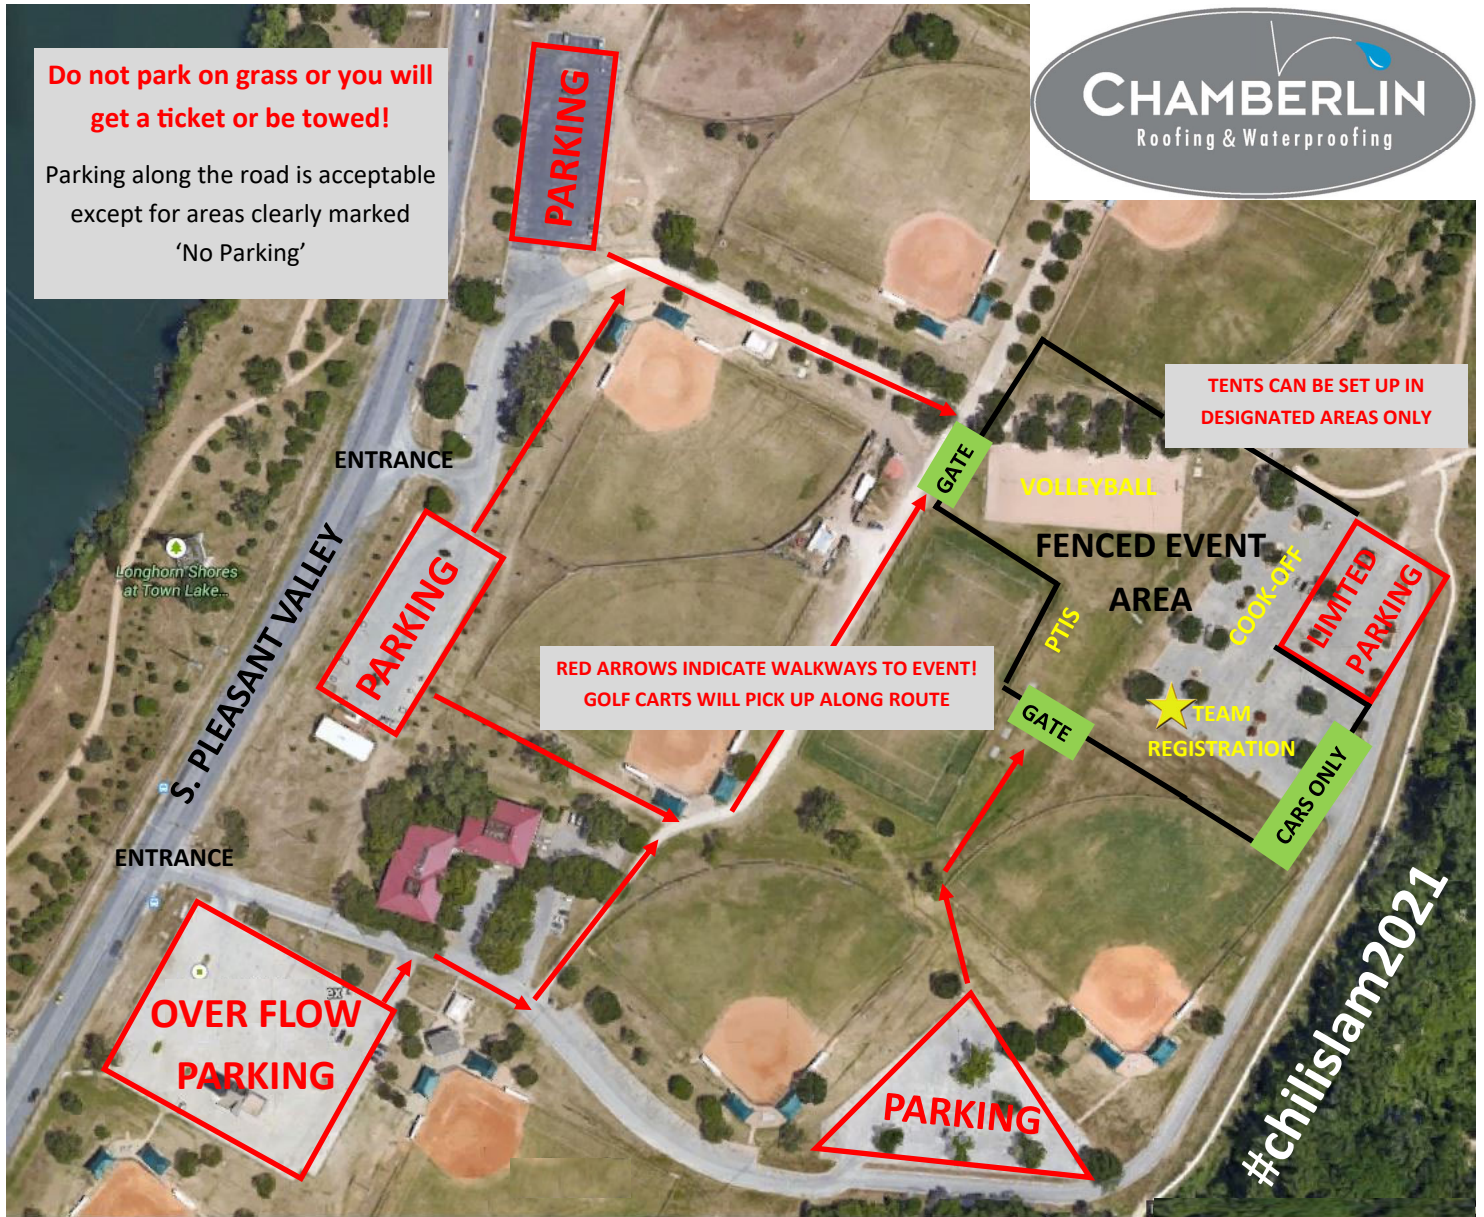 Do not park on grass or you will
get a ticket or be towed!
Parking along the road is acceptable
except for areas clearly marked
‘No Parking’
CHAMBERLIN
Roofing & Waterproofing
PARKING
TENTS CAN BE SET UP IN
DESIGNATED AREAS ONLY
ENTRANCE
GATE
VOLLEYBALL
FENCED EVENT
AREA
COOK-OFF
LIMITED
PARKING
Longhorn Shores
at Town Lake...
S. PLEASANT VALLEY
PARKING
PTIS
RED ARROWS INDICATE WALKWAYS TO EVENT!
GOLF CARTS WILL PICK UP ALONG ROUTE
GATE
TEAM
REGISTRATION
CARS ONLY
ENTRANCE
OVER FLOW
PARKING
PARKING
#chilislam2021